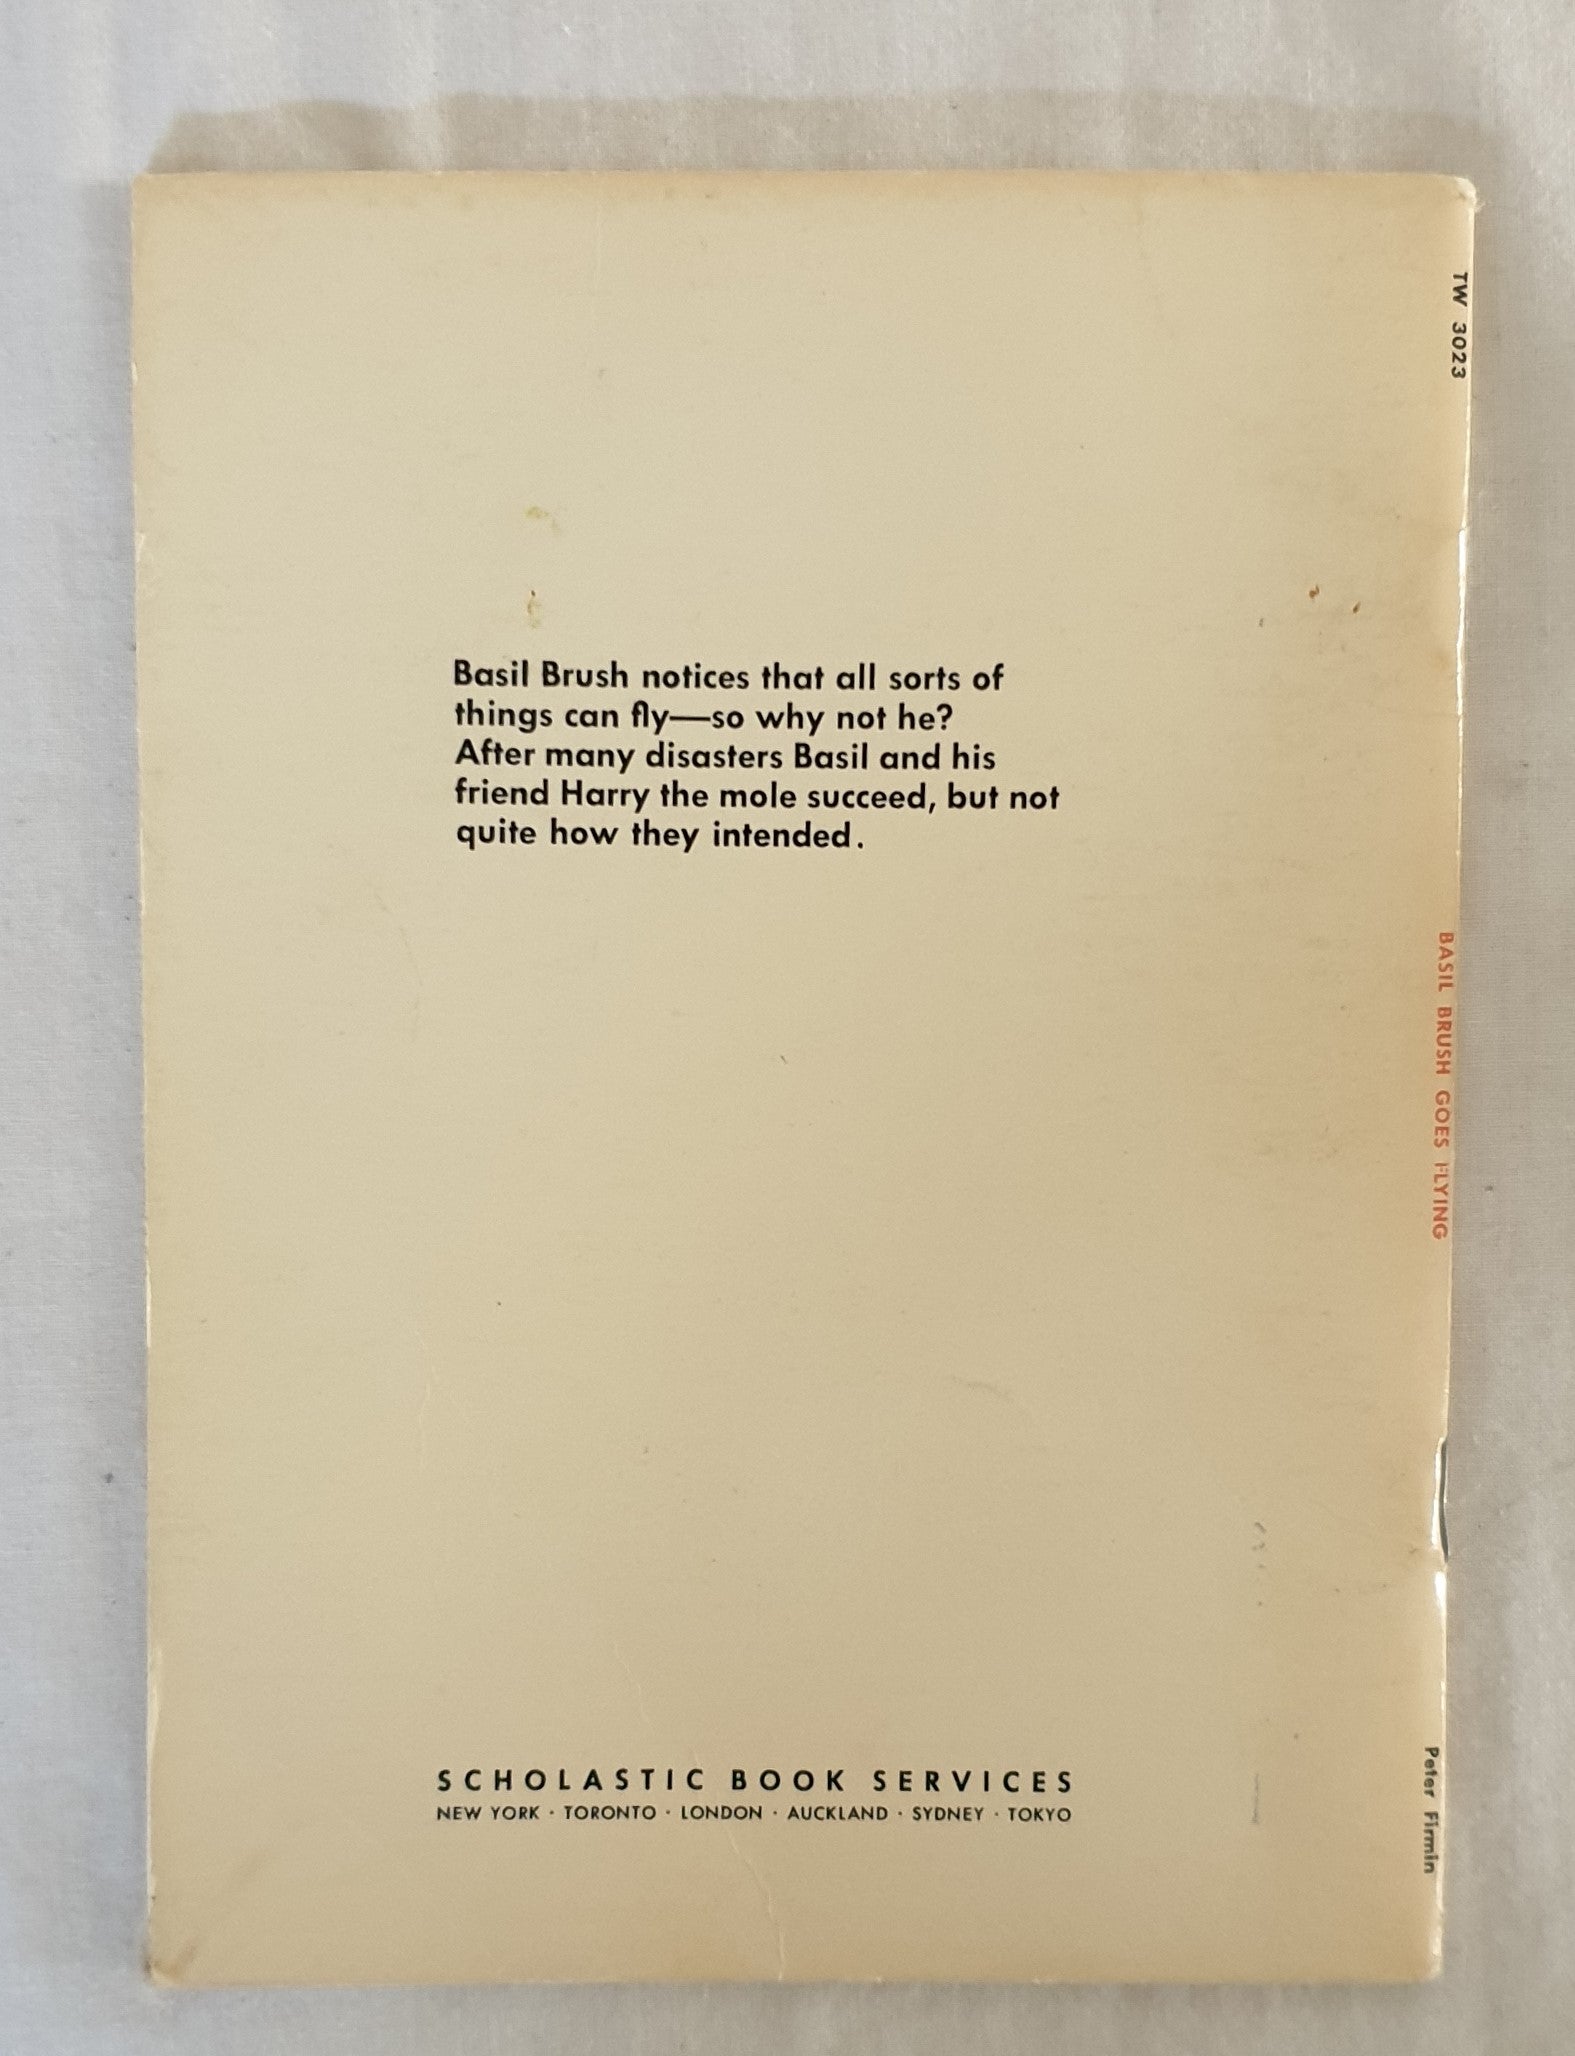 Basil Brush notices that all sorts of
things can fly—so why not he?
After many disasters Basil and his
friend Harry the mole succeed, but not
quite how they intended.
SCHOLASTIC BOOK SERVICES
NEW YORK · TORONTO · LONDON · AUCKLAND · SYDNEY · TOKYO
TW 3023
BASIL BRUSH GOES FLYING
Peter Firmin